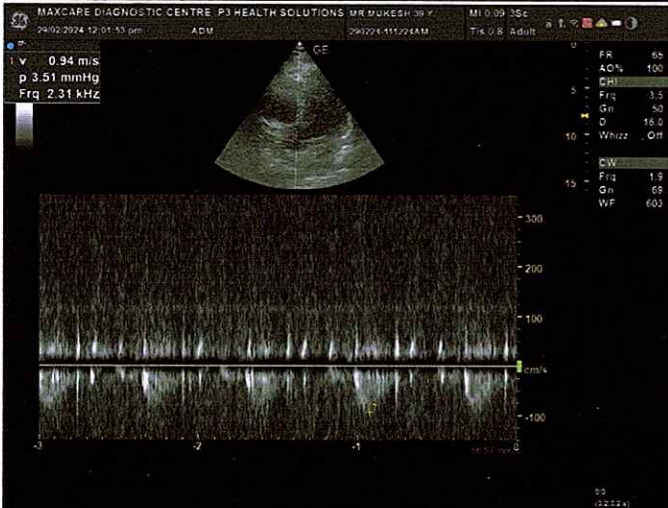 MAXCARE DIAGNOSTIC CENTRE, P3 HEALTH SOLUTIONS
MR MUKESH 39 Y
MI 0.09 3Sc
29/02/2024 12:01:53 pm
ADM
290224-111224AM
Tis 0.8 Adult
1 v 0.94 m/s
p 3.51 mmHg
Frq 2.31 kHz
GE
0
5
10
15
FR 65
AO% 100
CHI
Frq 3.5
Gn 50
D 16.0
Whizz Off
CW
Frq 1.9
Gn 69
WF 603
300
200
100
cm/s
-100
-3
-2
-1
0